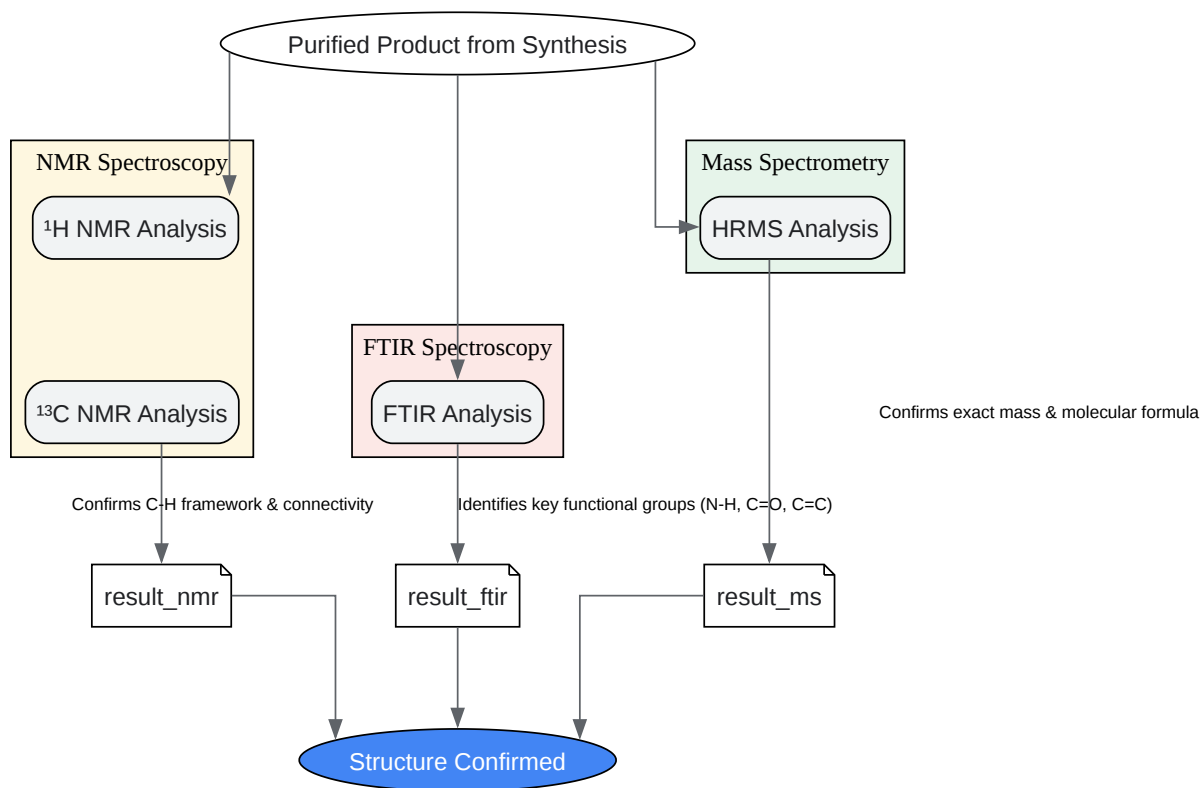 Purified Product from Synthesis
NMR Spectroscopy
Mass Spectrometry
¹H NMR Analysis
HRMS Analysis
FTIR Spectroscopy
¹³C NMR Analysis
FTIR Analysis
Confirms exact mass & molecular formula
Confirms C-H framework & connectivity
Identifies key functional groups (N-H, C=O, C=C)
result_nmr
result_ftir
result_ms
Structure Confirmed